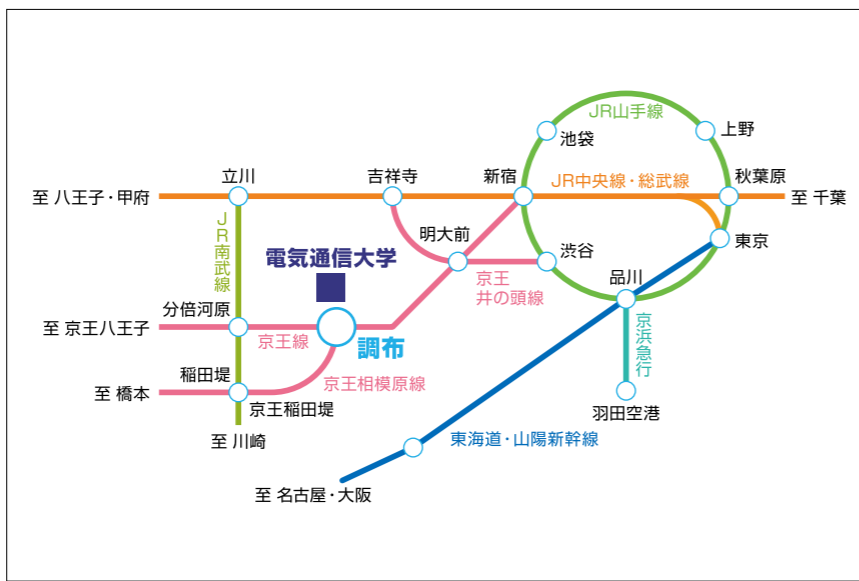 JR山手線
池袋
上野
立川
吉祥寺
新宿
JR中央線・総武線
秋葉原
至 八王子・甲府
至 千葉
JR南武線
明大前
渋谷
東京
電気通信大学
京王
井の頭線
品川
分倍河原
至 京王八王子
京王線
調布
京浜急行
稲田堤
京王相模原線
至 橋本
京王稲田堤
羽田空港
至 川崎
東海道・山陽新幹線
至 名古屋・大阪